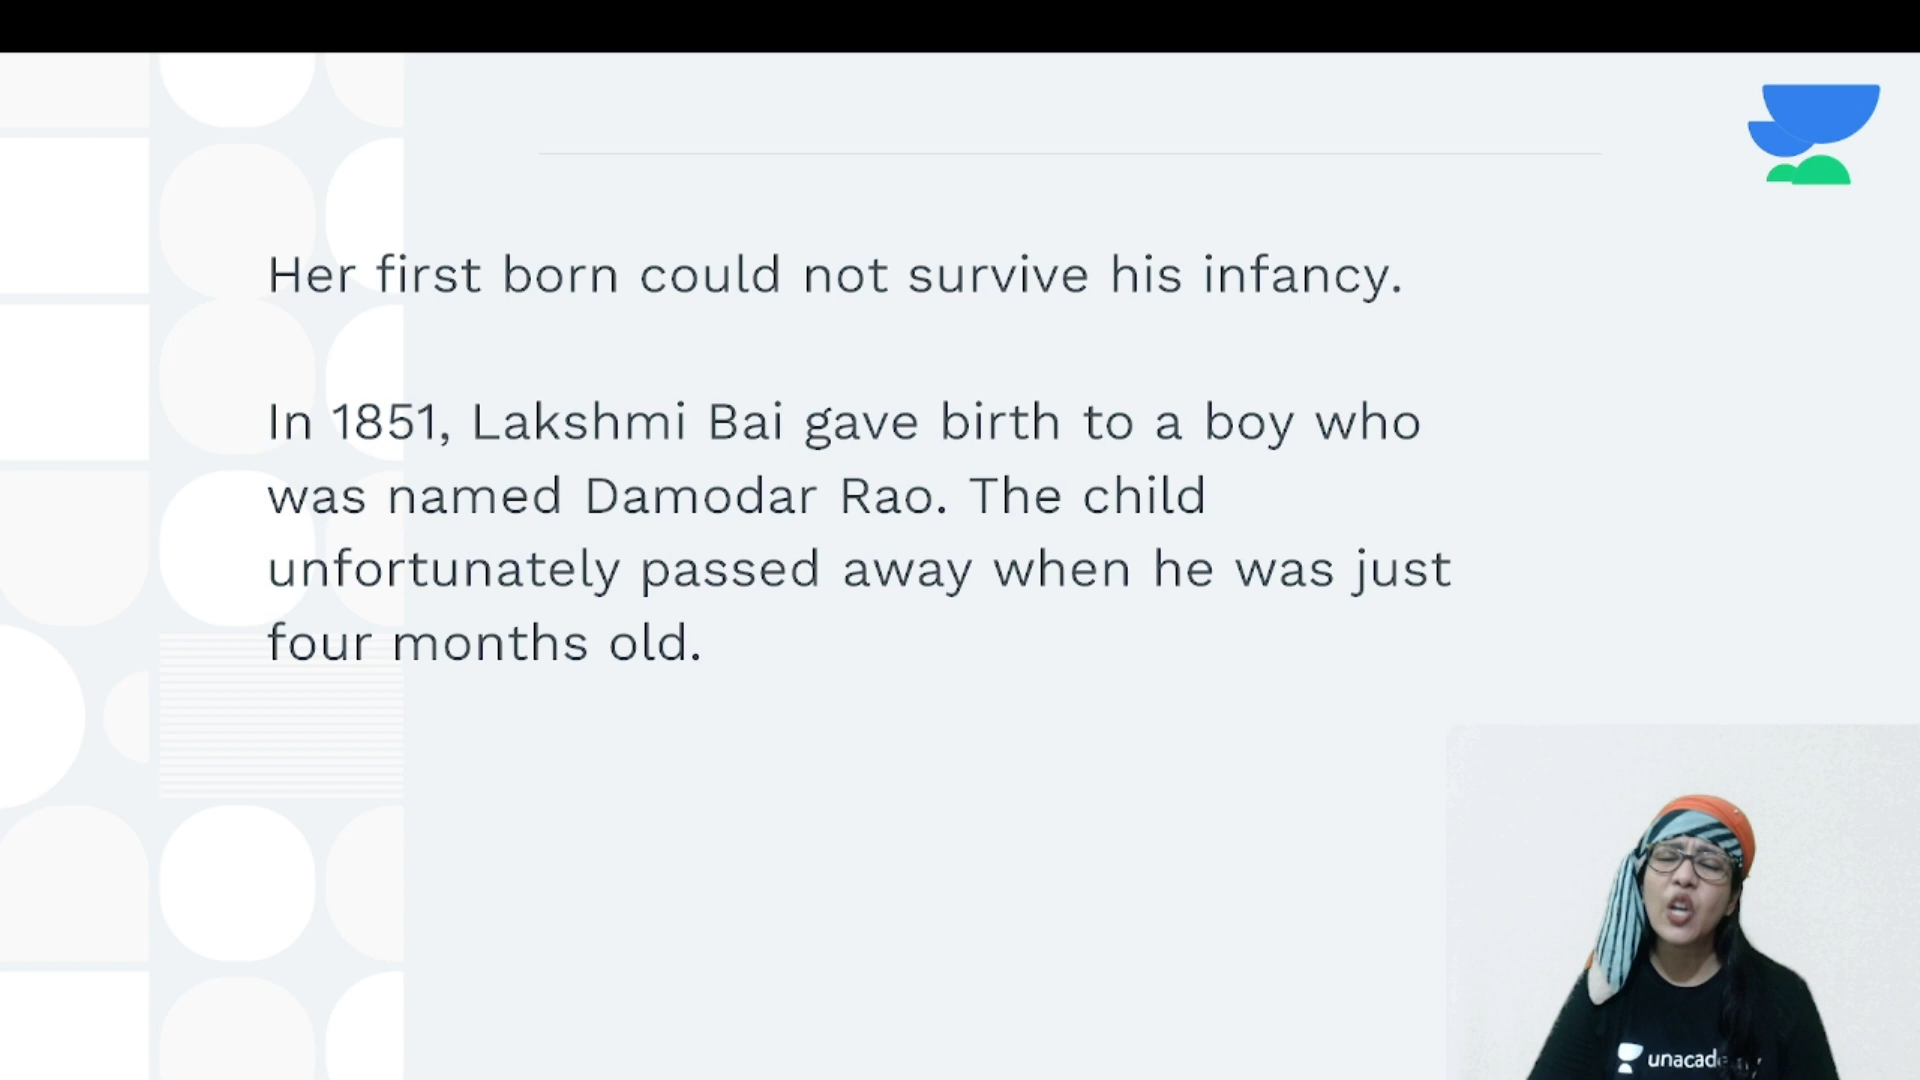 Her first born could not survive his infancy.
In 1851, Lakshmi Bai gave birth to a boy who
was named Damodar Rao. The child
unfortunately passed away when he was just
four months old.